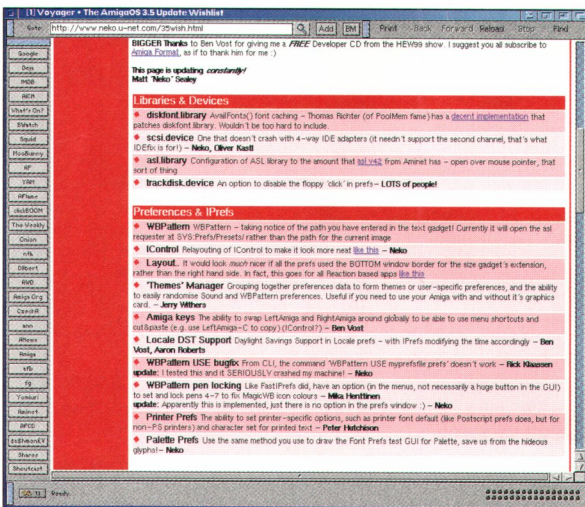 [1] Voyager • The AmigaOS 3.5 Update Wishlist
Goto: http://www.neko.u-net.com/35wish.html Add BM Print Back Forward Reload Stop Find
Google
Deja
IMDB
AICM
What's On?
BWatch
Squid
MooBunny
AF
YAM
AFlame
clickBOOM
The Weekly
Onion
ntk
Dilbert
AWD
Amiga.Org
CzechA
ann
ANews
Amiga
sfb
fg
Yomiuri
Aminet
APCD
Shares
Shoutcast
BIGGER Thanks to Ben Vost for giving me a FREE Developer CD from the HEW99 show. I suggest you all subscribe to
Amiga Format, as if to thank him for me :)
This page is updating constantly!
Matt 'Neko' Sealey
Libraries & Devices
diskfont.library AvailFonts() font caching – Thomas Richter (of PoolMem fame) has a decent implementation that
patches diskfont.library. Wouldn't be too hard to include.
scsi.device One that doesn't crash with 4-way IDE adapters (it needn't support the second channel, that's what
IDEfix is for!) – Neko, Oliver Kastl
asl.library Configuration of ASL library to the amount that asl v42 from Aminet has – open over mouse pointer, that
sort of thing
trackdisk.device An option to disable the floppy 'click' in prefs – LOTS of people!
Preferences & IPrefs
WBPattern WBPattern – taking notice of the path you have entered in the text gadget! Currently it will open the asl
requester at SYS:Prefs/Presets/ rather than the path for the current image
IControl Relayouting of IControl to make it look more neat like this – Neko
Layout.. It would look much nicer if all the prefs used the BOTTOM window border for the size gadget's extension,
rather than the right hand side. In fact, this goes for all Reaction based apps like this
'Themes' Manager Grouping together preferences data to form themes or user-specific preferences, and the ability
to easily randomise Sound and WBPattern preferences. Useful if you need to use your Amiga with and without it's graphics
card. – Jerry Withers
Amiga keys The ability to swap LeftAmiga and RightAmiga around globally to be able to use menu shortcuts and
cut&paste (e.g. use LeftAmiga-C to copy) (IControl?) – Ben Vost
Locale DST Support Daylight Savings Support in Locale prefs – with IPrefs modifying the time accordingly – Ben
Vost, Aaron Roberts
WBPattern USE bugfix From CLI, the command 'WBPattern USE myprefsfile prefs' doesn't work – Rick Klaasen
update: I tested this and it SERIOUSLY crashed my machine! – Neko
WBPattern pen locking Like FastIPrefs did, have an option (in the menus, not necessarily a huge button in the GUI)
to set and lock pens 4-7 to fix MagicWB icon colours – Mika Henttinen
update: Apparently this is implemented, just there is no option in the prefs window :) – Neko
Printer Prefs The ability to set printer-specific options, such as printer font default (like Postscript prefs does, but for
non-PS printers) and character set for printed text – Peter Hutchison
Palette Prefs Use the same method you use to draw the Font Prefs test GUI for Palette, save us from the hideous
glyphs! – Neko
Ready.